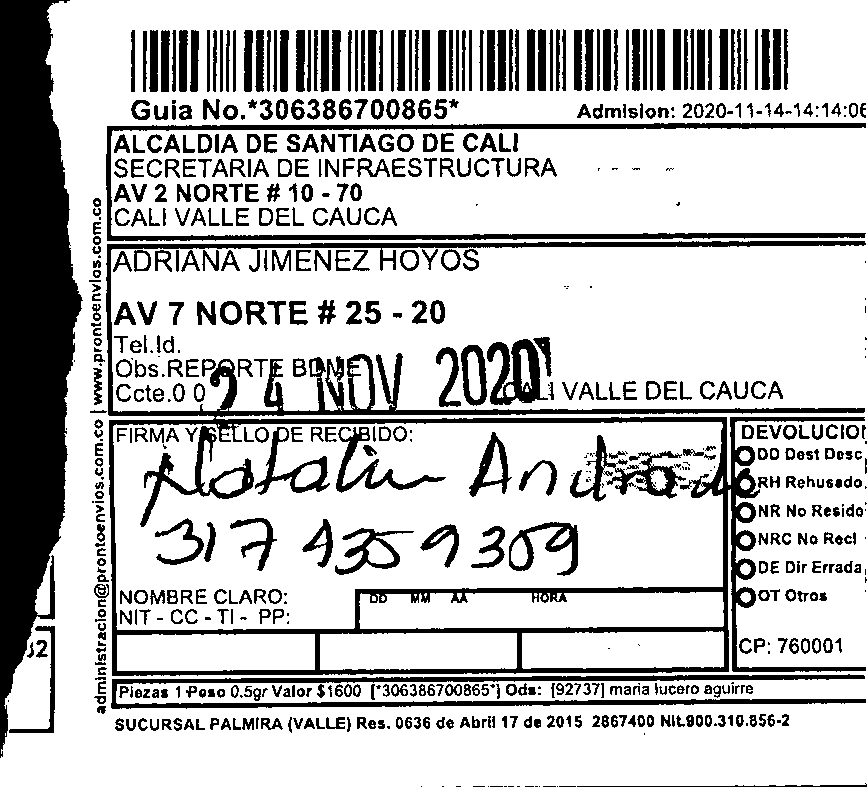 Guia No.*306386700865*
Admision: 2020-11-14-14:14:06
ALCALDIA DE SANTIAGO DE CALI
SECRETARIA DE INFRAESTRUCTURA
AV 2 NORTE # 10 - 70
CALI VALLE DEL CAUCA
ADRIANA JIMENEZ HOYOS
AV 7 NORTE # 25 - 20
Tel.Id.
Obs.REPORTE BDME
Ccte.0 0
24 NOV 2020
CALI VALLE DEL CAUCA
FIRMA Y SELLO DE RECIBIDO:
Natalia Andrade
317 4359309
NOMBRE CLARO:
NIT - CC - TI - PP:
DD MM AA HORA
DEVOLUCIO
DD Dest Desc
RH Rehusado
NR No Reside
NRC No Recl
DE Dir Errada
OT Otros
CP: 760001
Piezas 1 Peso 0.5gr Valor $1600 [*306386700865*] Ods: [92737] maria lucero aguirre
SUCURSAL PALMIRA (VALLE) Res. 0636 de Abril 17 de 2015 2867400 Nit.900.310.856-2
administracion@prontoenvios.com.co | www.prontoenvios.com.co